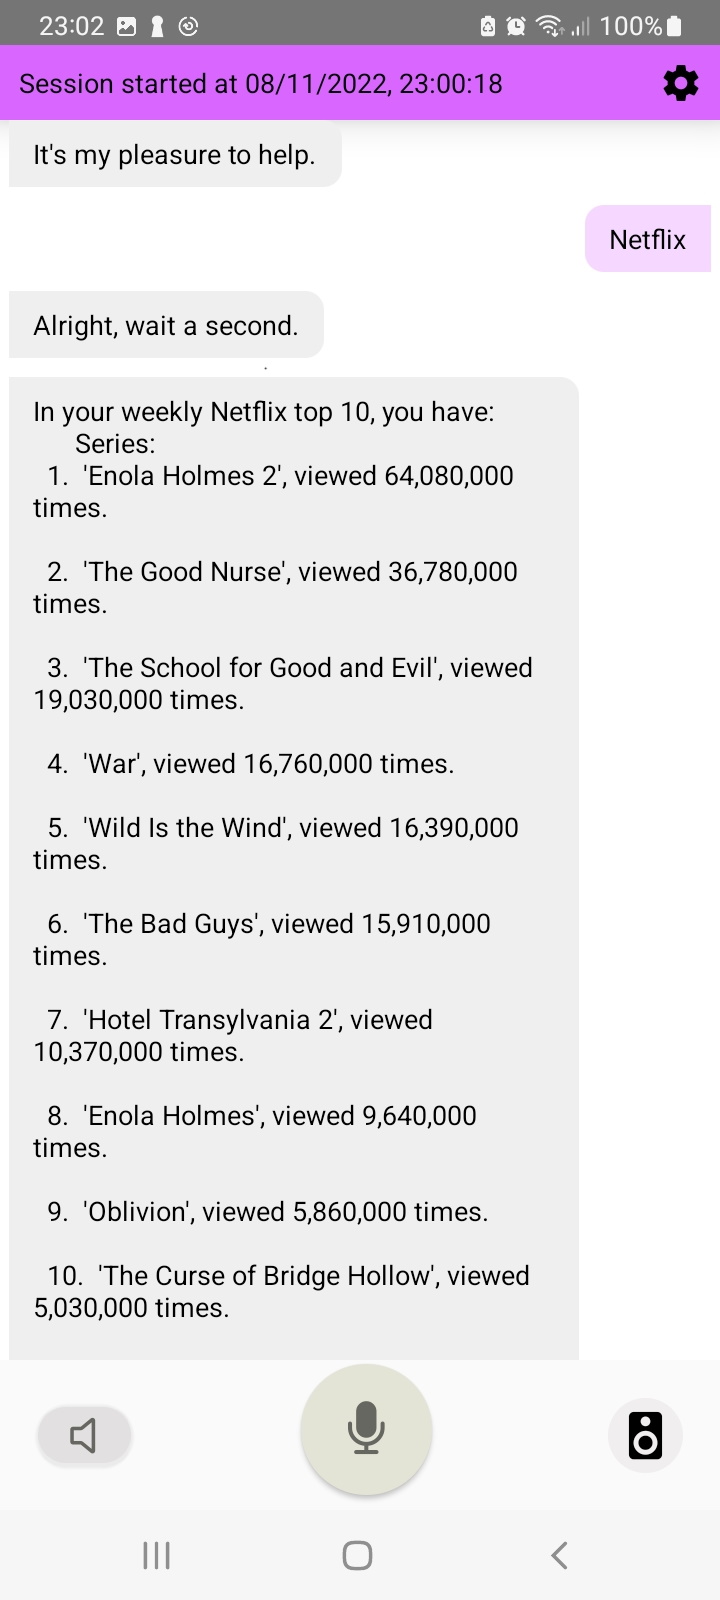 23:02 100%
Session started at 08/11/2022, 23:00:18
It's my pleasure to help.
Netflix
Alright, wait a second.
In your weekly Netflix top 10, you have:
Series:
1. 'Enola Holmes 2', viewed 64,080,000
times.
2. 'The Good Nurse', viewed 36,780,000
times.
3. 'The School for Good and Evil', viewed
19,030,000 times.
4. 'War', viewed 16,760,000 times.
5. 'Wild Is the Wind', viewed 16,390,000
times.
6. 'The Bad Guys', viewed 15,910,000
times.
7. 'Hotel Transylvania 2', viewed
10,370,000 times.
8. 'Enola Holmes', viewed 9,640,000
times.
9. 'Oblivion', viewed 5,860,000 times.
10. 'The Curse of Bridge Hollow', viewed
5,030,000 times.